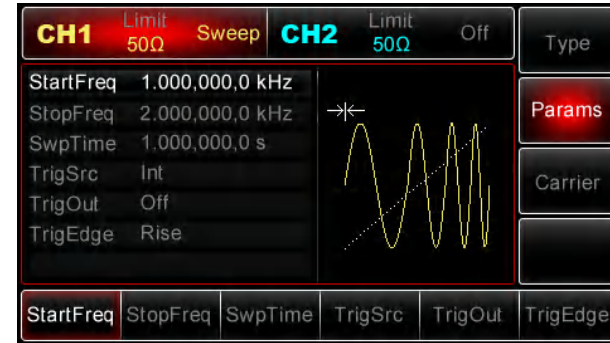 CH1 Limit 50Ω Sweep CH2 Limit 50Ω Off
Type
StartFreq 1.000,000,0 kHz
StopFreq 2.000,000,0 kHz
SwpTime 1.000,000,0 s
TrigSrc Int
TrigOut Off
TrigEdge Rise
Params
Carrier
StartFreq StopFreq SwpTime TrigSrc TrigOut TrigEdge